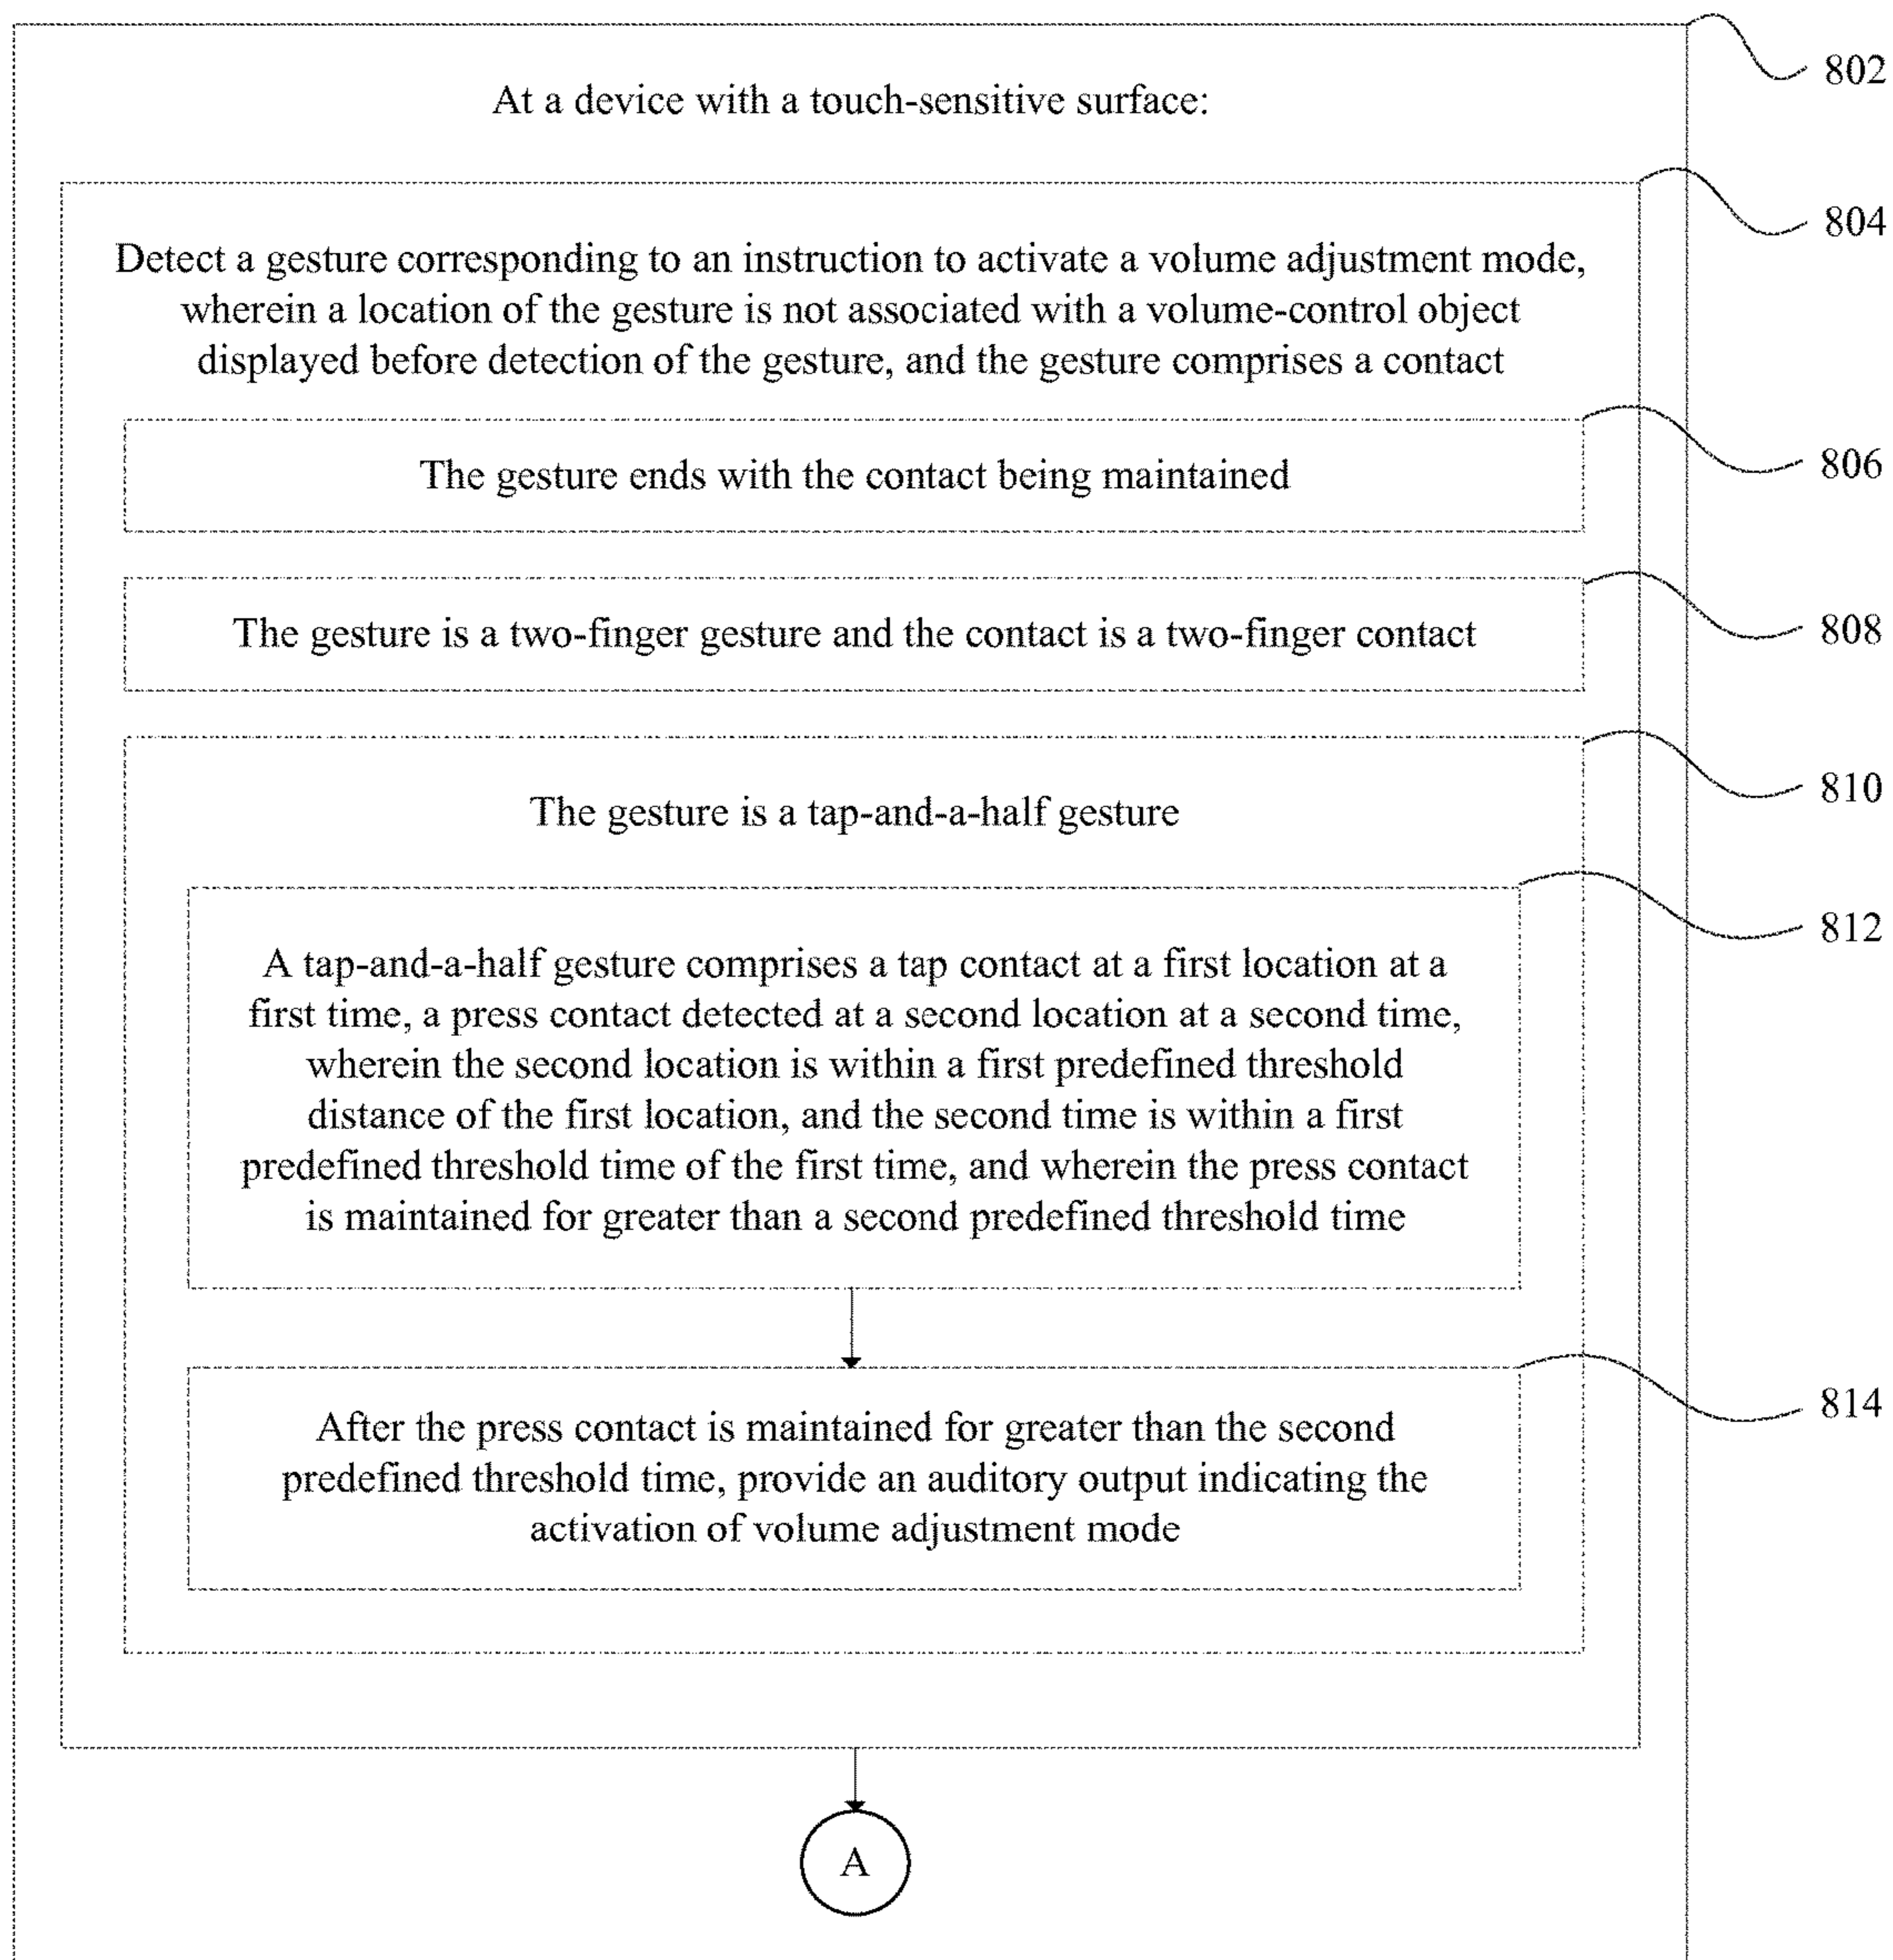 At a device with a touch-sensitive surface:
802
804
Detect a gesture corresponding to an instruction to activate a volume adjustment mode,
wherein a location of the gesture is not associated with a volume-control object
displayed before detection of the gesture, and the gesture comprises a contact
The gesture ends with the contact being maintained
806
The gesture is a two-finger gesture and the contact is a two-finger contact
808
The gesture is a tap-and-a-half gesture
810
812
A tap-and-a-half gesture comprises a tap contact at a first location at a
first time, a press contact detected at a second location at a second time,
wherein the second location is within a first predefined threshold
distance of the first location, and the second time is within a first
predefined threshold time of the first time, and wherein the press contact
is maintained for greater than a second predefined threshold time
814
After the press contact is maintained for greater than the second
predefined threshold time, provide an auditory output indicating the
activation of volume adjustment mode
A